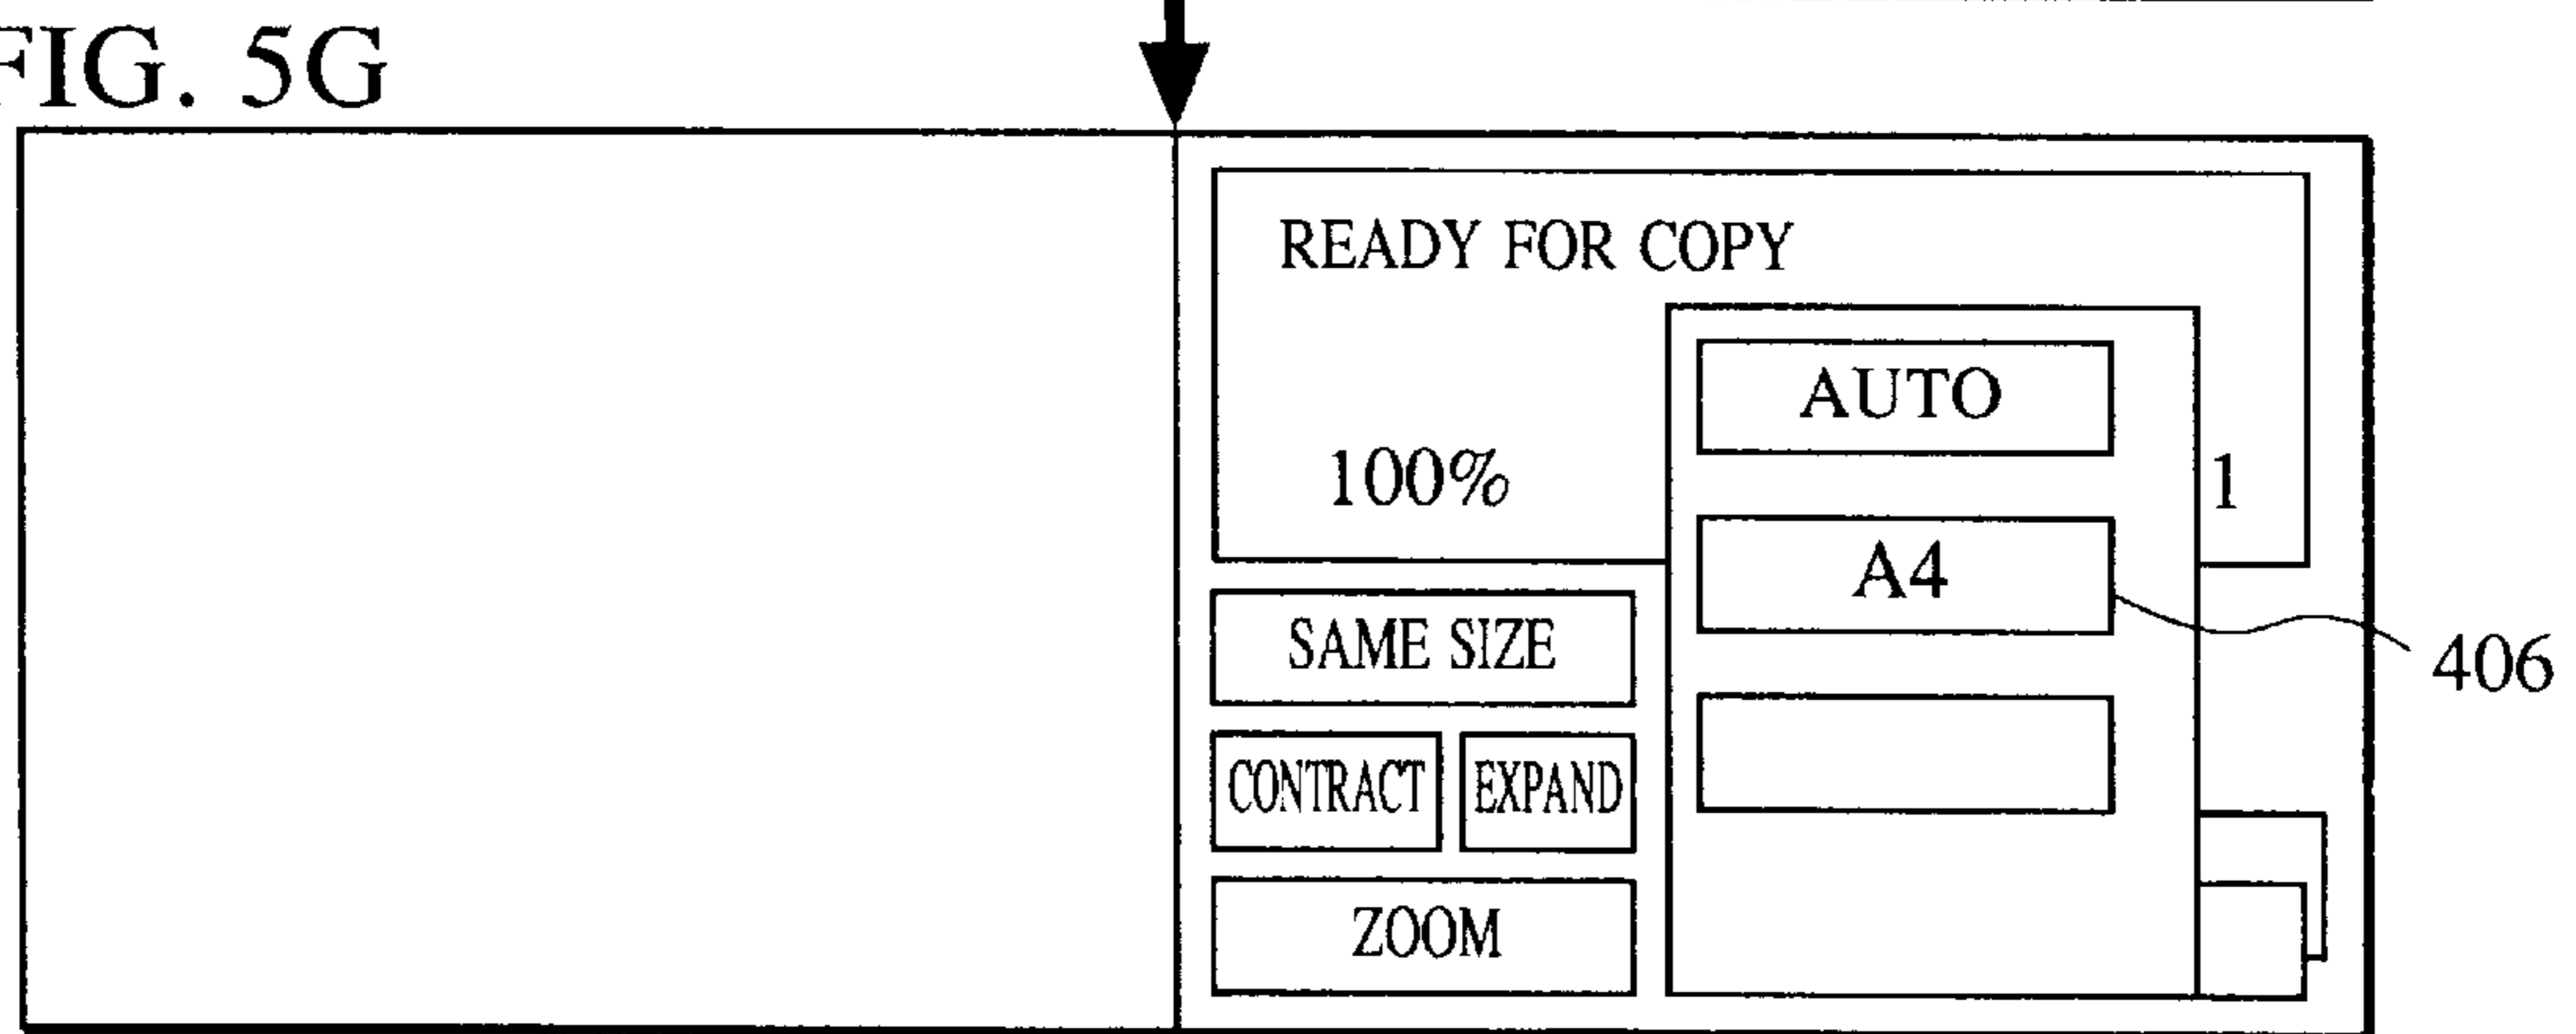 FIG. 5G
READY FOR COPY
100%
1
AUTO
A4
406
SAME SIZE
CONTRACT EXPAND
ZOOM